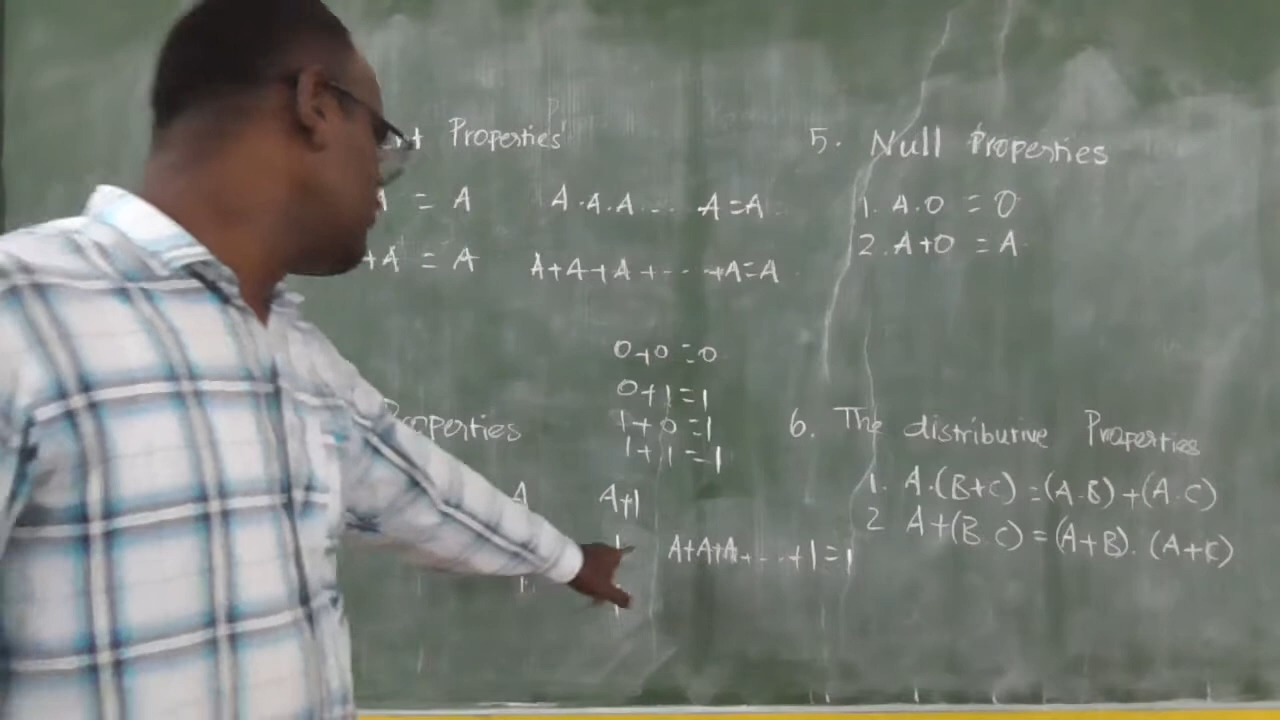 Properties
= A A.A.A... A=A
+A = A A+A+A+...+A=A
0+0=0
0+1=1
1+0=1
1+1=1
Properties
A A+1
A+A+A+...+1=1
5. Null Properties
1. A.0 = 0
2. A+0 = A
6. The distributive Properties
1. A.(B+C)=(A.B)+(A.C)
2 A+(B.C)=(A+B).(A+C)